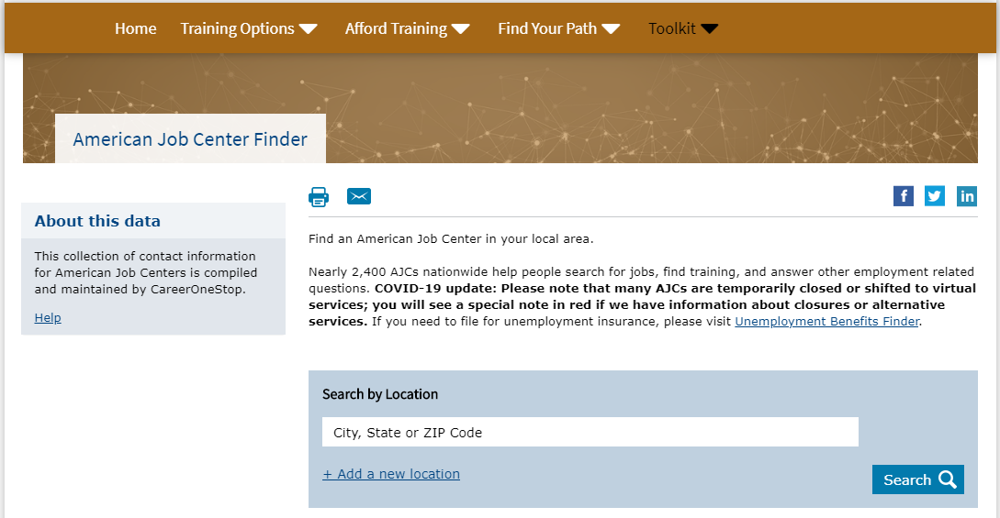 Home Training Options Afford Training Find Your Path Toolkit
American Job Center Finder
About this data
This collection of contact information
for American Job Centers is compiled
and maintained by CareerOneStop.
Help
f in
Find an American Job Center in your local area.
Nearly 2,400 AJCs nationwide help people search for jobs, find training, and answer other employment related
questions. COVID-19 update: Please note that many AJCs are temporarily closed or shifted to virtual
services; you will see a special note in red if we have information about closures or alternative
services. If you need to file for unemployment insurance, please visit Unemployment Benefits Finder.
Search by Location
City, State or ZIP Code
+ Add a new location
Search